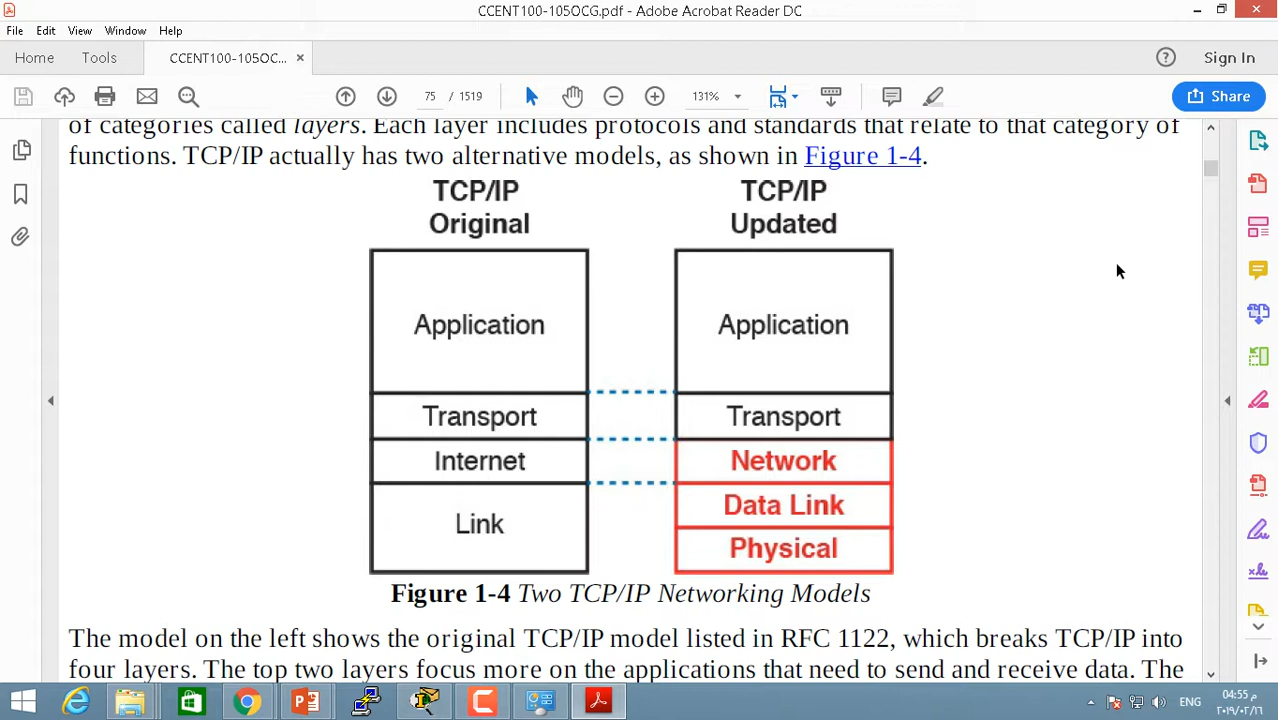 CCENT100-105OCG.pdf - Adobe Acrobat Reader DC
File Edit View Window Help
Home Tools CCENT100-105OC... × Sign In
75 / 1519 131% Share
of categories called layers. Each layer includes protocols and standards that relate to that category of
functions. TCP/IP actually has two alternative models, as shown in Figure 1-4.
TCP/IP TCP/IP
Original Updated
Application Application
Transport Transport
Internet Network
Data Link
Link
Physical
Figure 1-4 Two TCP/IP Networking Models
The model on the left shows the original TCP/IP model listed in RFC 1122, which breaks TCP/IP into
four layers. The top two layers focus more on the applications that need to send and receive data. The
ENG 04:55 م
٢٠١٩/٠٢/١٦